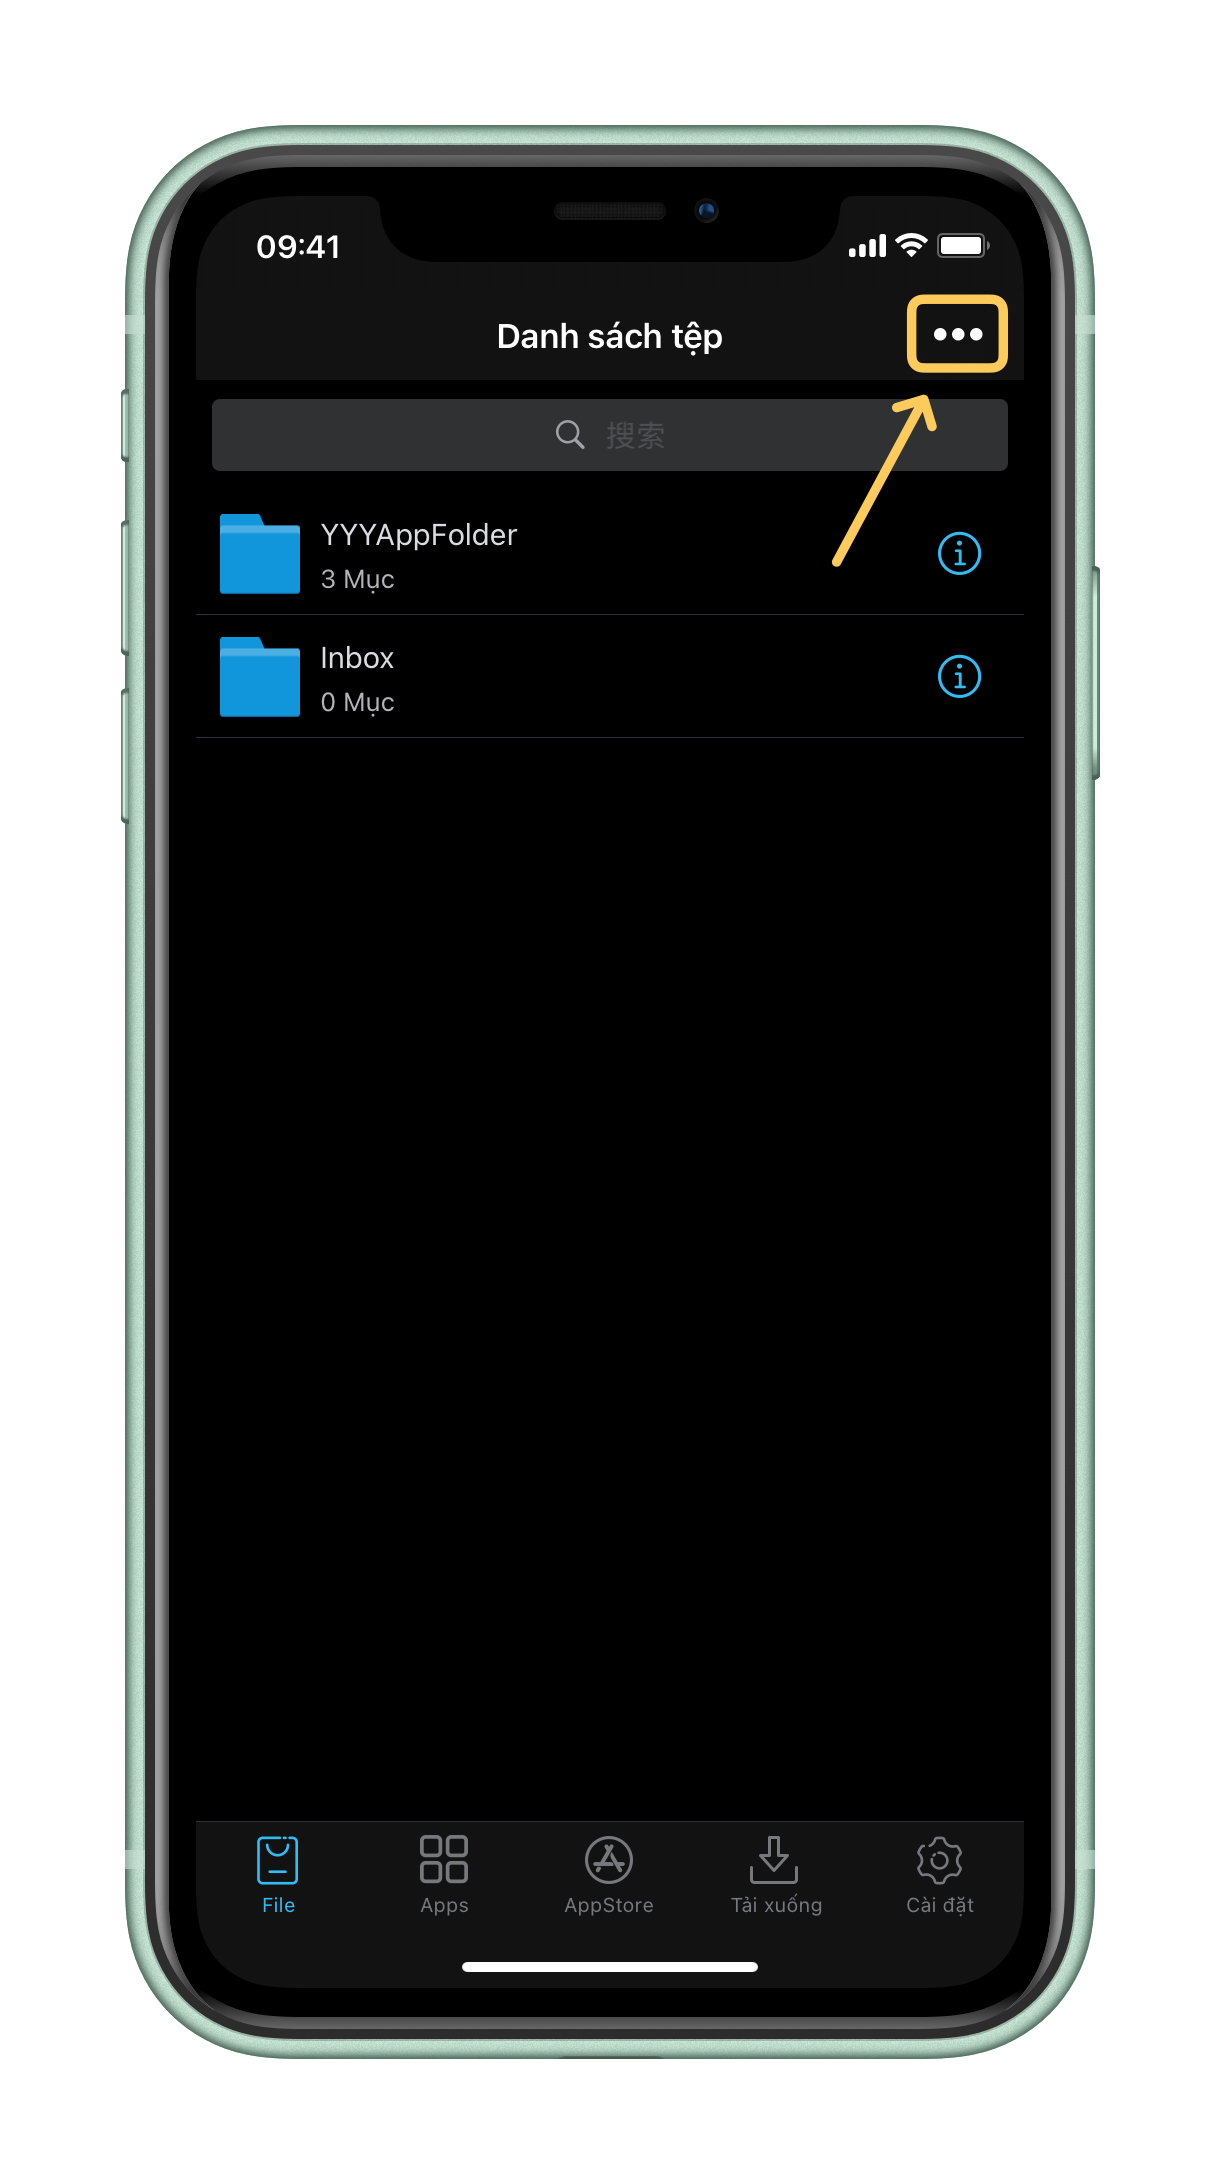 09:41
Danh sách tệp
搜索
YYYAppFolder
3 Mục
Inbox
0 Mục
File
Apps
AppStore
Tải xuống
Cài đặt